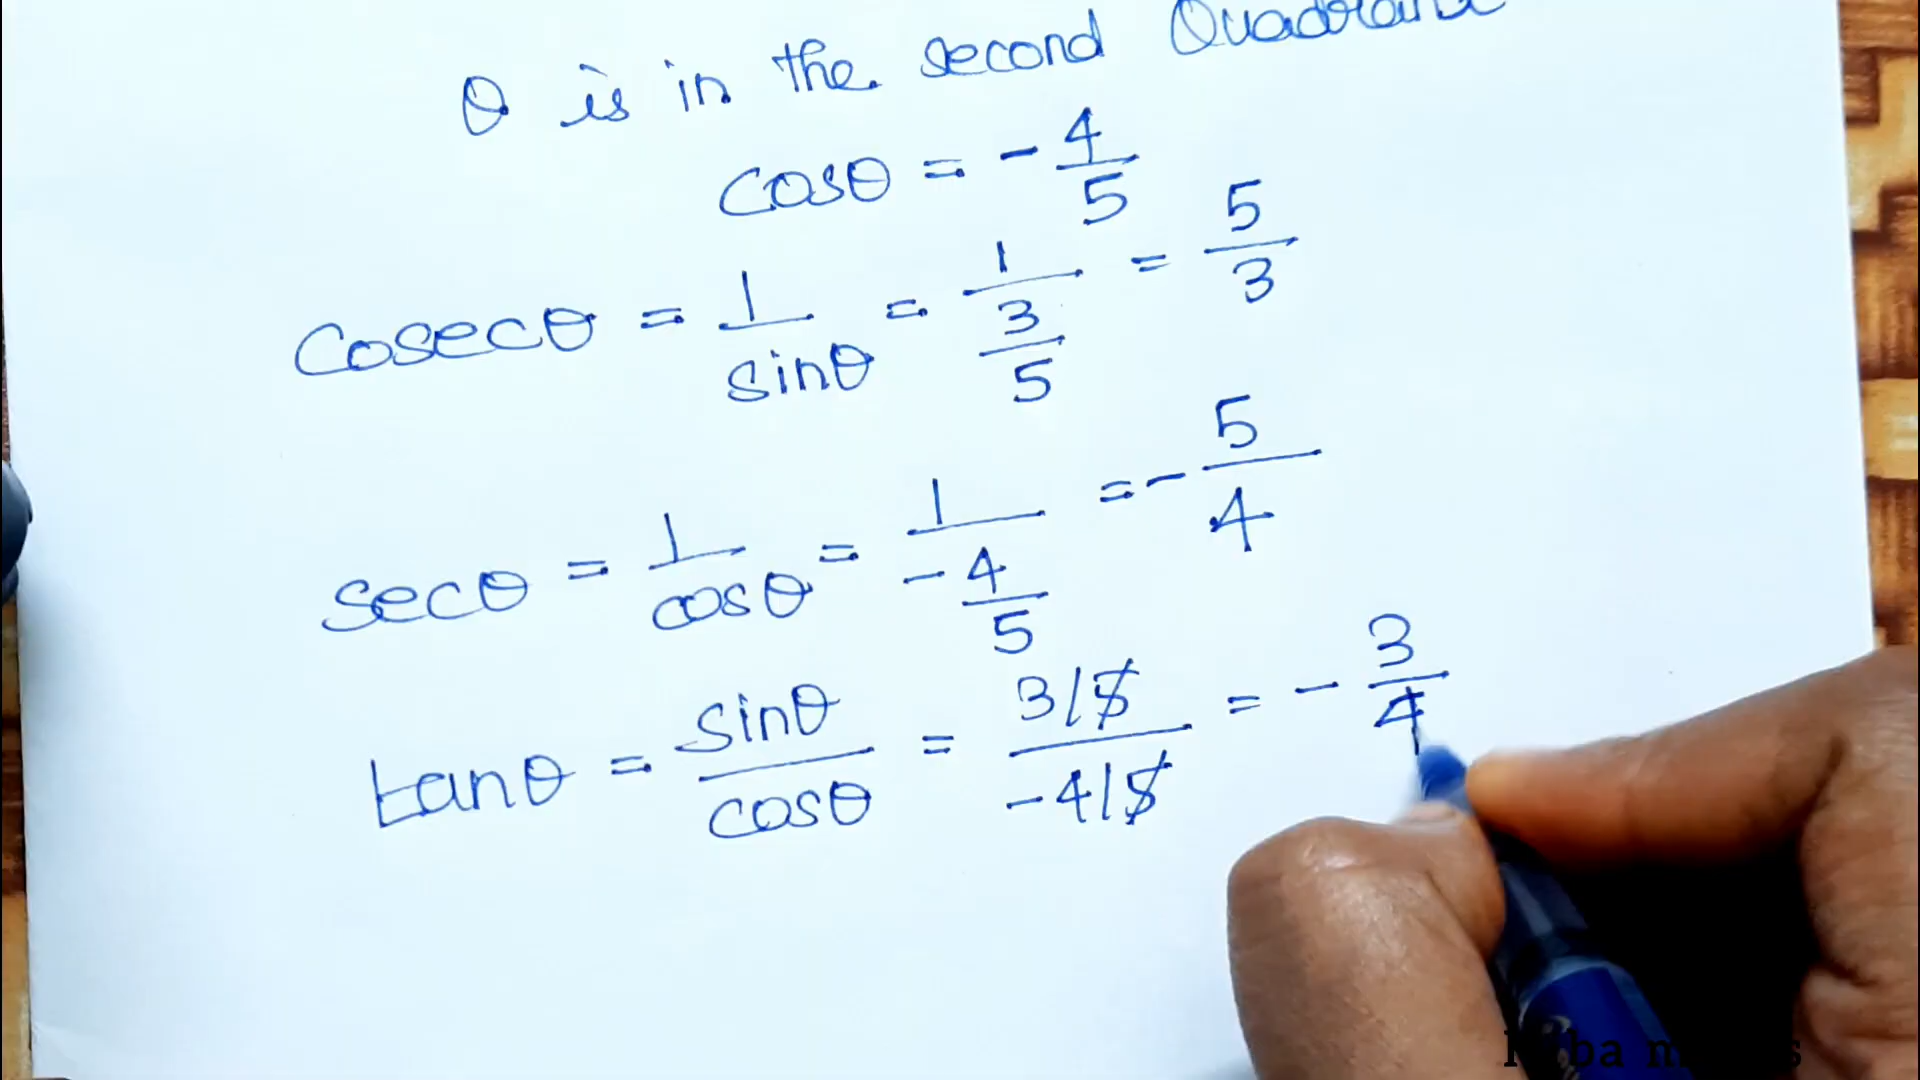 θ is in the second Quadrant
cosθ = - 4/5
cosecθ = 1/sinθ = 1/(3/5) = 5/3
secθ = 1/cosθ = 1/(-4/5) = - 5/4
tanθ = sinθ/cosθ = (3/5)/(-4/5) = - 3/4